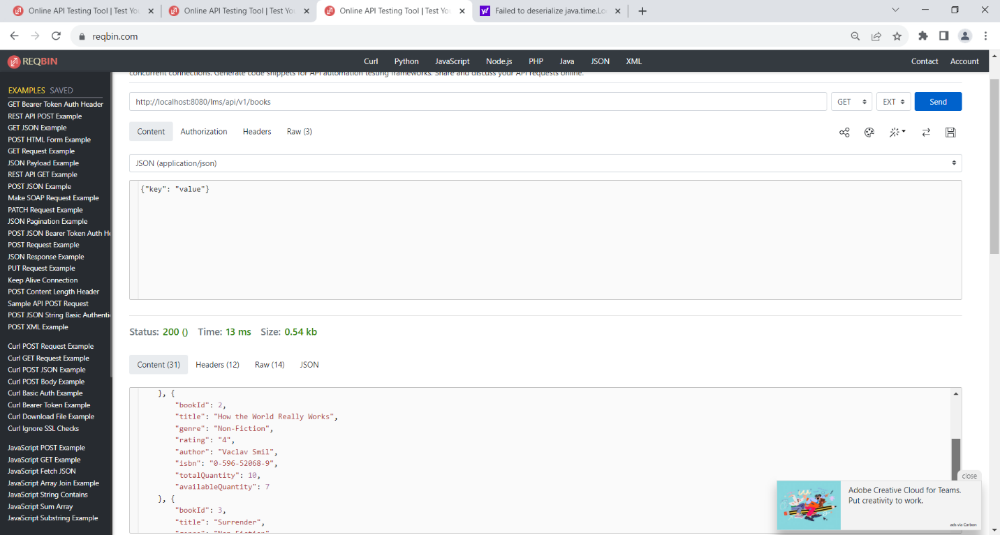 Online API Testing Tool | Test Yo
Online API Testing Tool | Test Yo
Online API Testing Tool | Test Yo
Failed to deserialize java.time.Lo
reqbin.com
REQBIN
Curl Python JavaScript Node.js PHP Java JSON XML
Contact Account
EXAMPLES SAVED
GET Bearer Token Auth Header
REST API POST Example
GET JSON Example
POST HTML Form Example
GET Request Example
JSON Payload Example
REST API GET Example
POST JSON Example
Make SOAP Request Example
PATCH Request Example
JSON Pagination Example
POST JSON Bearer Token Auth He
POST Request Example
JSON Response Example
PUT Request Example
Keep Alive Connection
POST Content Length Header
Sample API POST Request
POST JSON String Basic Authenti
POST XML Example
Curl POST Request Example
Curl GET Request Example
Curl POST JSON Example
Curl POST Body Example
Curl Basic Auth Example
Curl Bearer Token Example
Curl Download File Example
Curl Ignore SSL Checks
JavaScript POST Example
JavaScript GET Example
JavaScript Fetch JSON
JavaScript Array Join Example
JavaScript String Contains
JavaScript Sum Array
JavaScript Substring Example
concurrent connections. Generate code snippets for API automation testing frameworks. Share and discuss your API requests online.
http://localhost:8080/lms/api/v1/books
GET EXT Send
Content Authorization Headers Raw (3)
JSON (application/json)
{"key": "value"}
Status: 200 () Time: 13 ms Size: 0.54 kb
Content (31) Headers (12) Raw (14) JSON
}, {
"bookId": 2,
"title": "How the World Really Works",
"genre": "Non-Fiction",
"rating": "4",
"author": "Vaclav Smil",
"isbn": "0-596-52068-9",
"totalQuantity": 10,
"availableQuantity": 7
}, {
"bookId": 3,
"title": "Surrender",
"genre": "Non-Fiction",
close
Adobe Creative Cloud for Teams.
Put creativity to work.
ads via Carbon